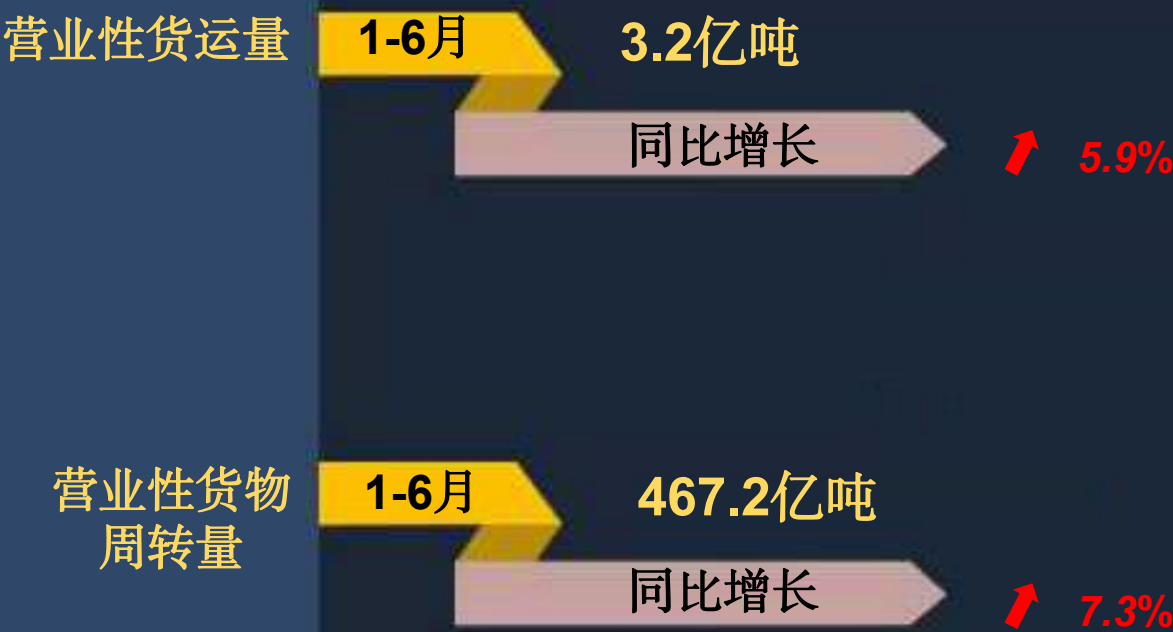 营业性货运量
1-6月
3.2亿吨
同比增长
5.9%
营业性货物
周转量
1-6月
467.2亿吨
同比增长
7.3%